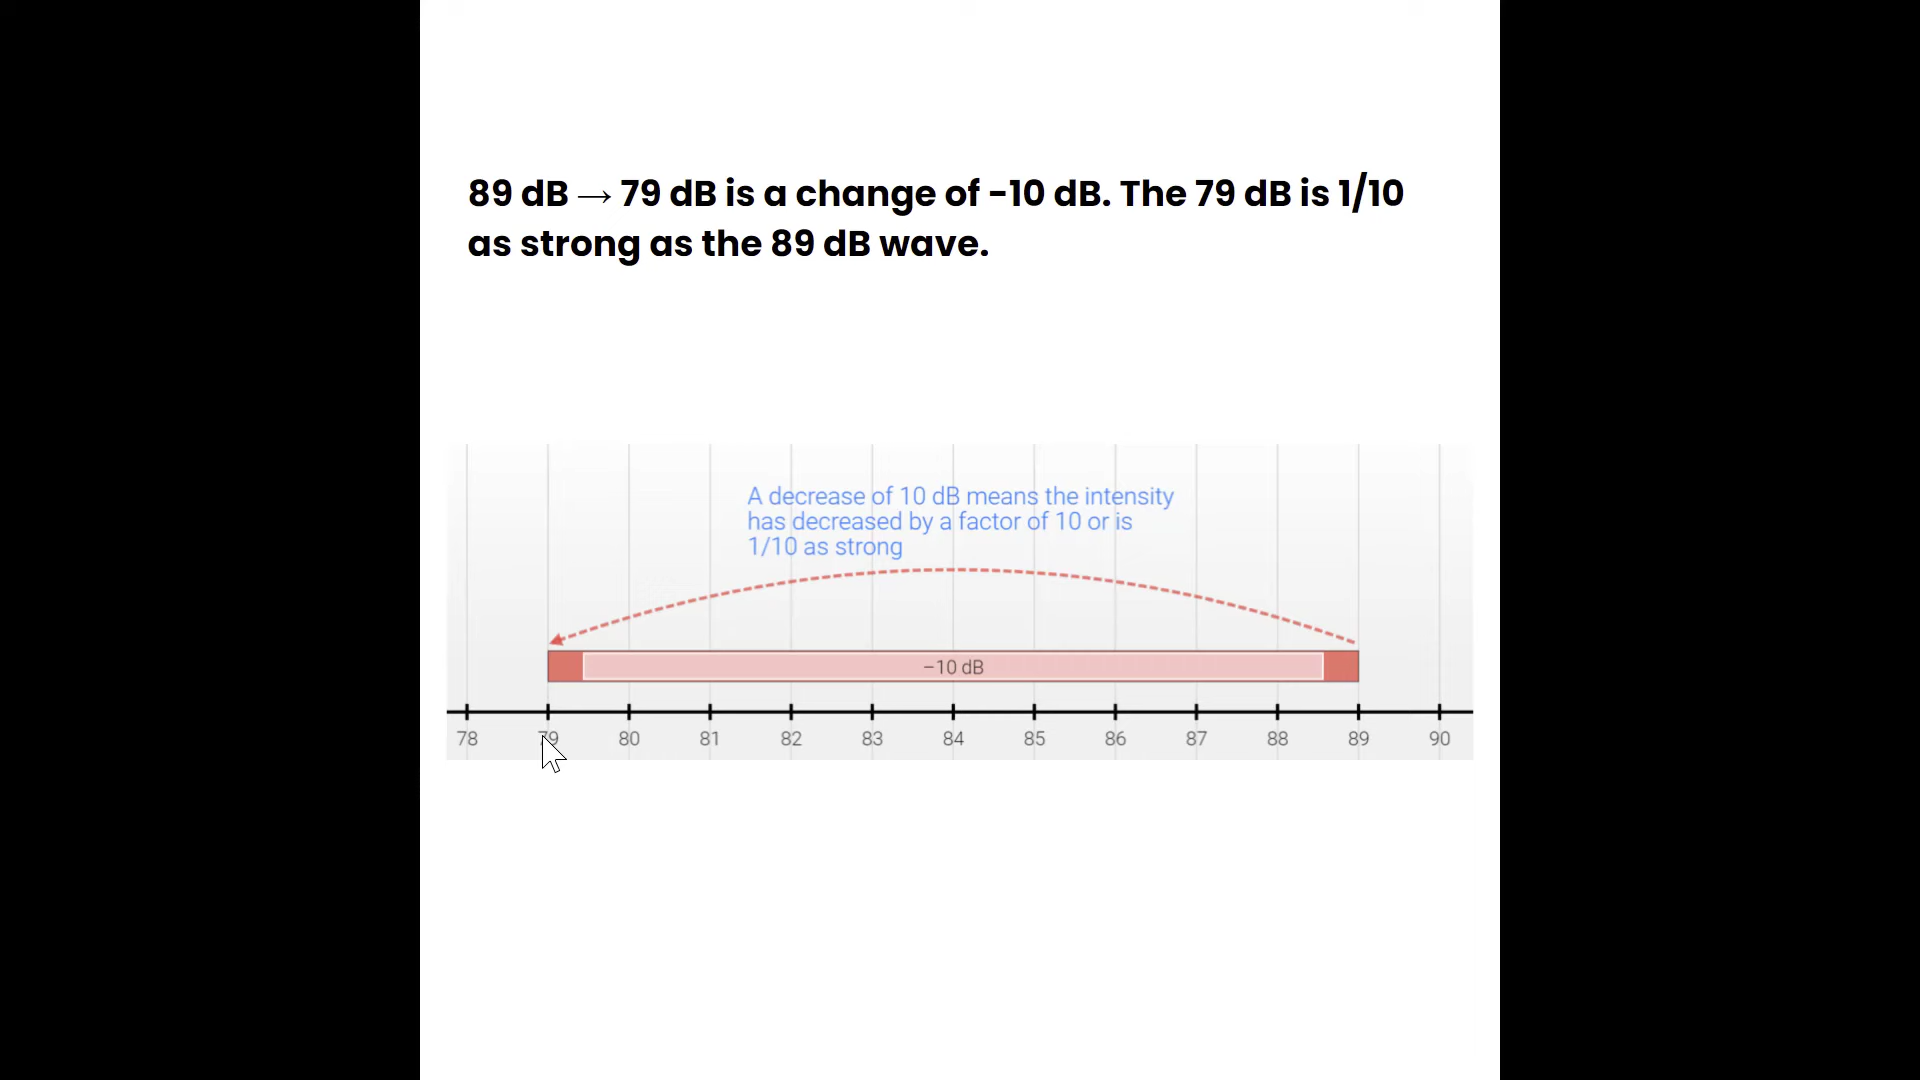 89 dB → 79 dB is a change of -10 dB. The 79 dB is 1/10
as strong as the 89 dB wave.
A decrease of 10 dB means the intensity
has decreased by a factor of 10 or is
1/10 as strong
−10 dB
78 79 80 81 82 83 84 85 86 87 88 89 90